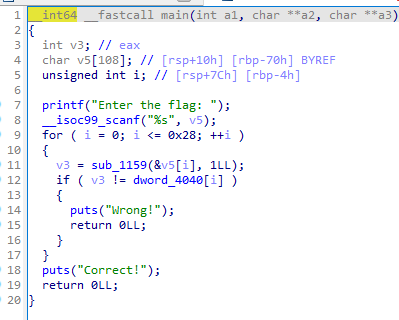 1 __int64 __fastcall main(int a1, char **a2, char **a3)
2 {
3 int v3; // eax
4 char v5[108]; // [rsp+10h] [rbp-70h] BYREF
5 unsigned int i; // [rsp+7Ch] [rbp-4h]
6
7 printf("Enter the flag: ");
8 __isoc99_scanf("%s", v5);
9 for ( i = 0; i <= 0x28; ++i )
10 {
11 v3 = sub_1159(&v5[i], 1LL);
12 if ( v3 != dword_4040[i] )
13 {
14 puts("Wrong!");
15 return 0LL;
16 }
17 }
18 puts("Correct!");
19 return 0LL;
20 }